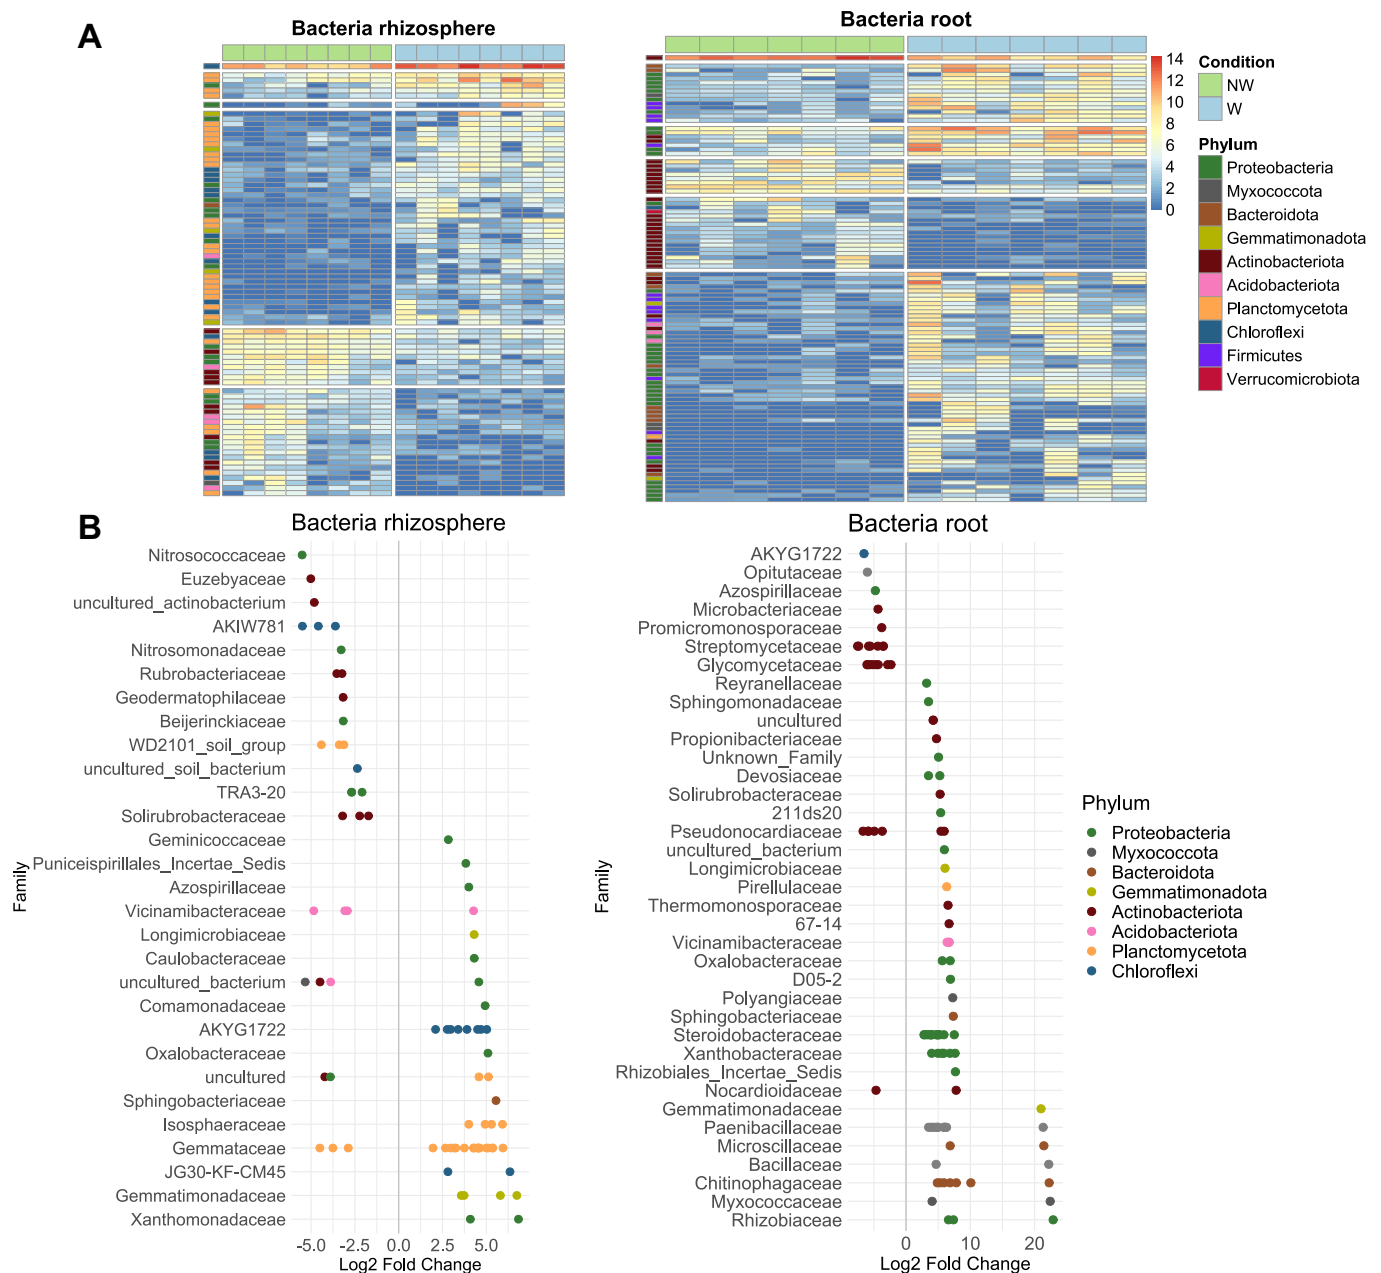 A
Bacteria rhizosphere
Bacteria root
14
12
10
8
6
4
2
0
Condition
NW
W
Phylum
Proteobacteria
Myxococcota
Bacteroidota
Gemmatimonadota
Actinobacteriota
Acidobacteriota
Planctomycetota
Chloroflexi
Firmicutes
Verrucomicrobiota
B
Bacteria rhizosphere
Family
Nitrosococcaceae
Euzebyaceae
uncultured_actinobacterium
AKIW781
Nitrosomonadaceae
Rubrobacteriaceae
Geodermatophilaceae
Beijerinckiaceae
WD2101_soil_group
uncultured_soil_bacterium
TRA3-20
Solirubrobacteraceae
Geminicoccaceae
Puniceispirillales_Incertae_Sedis
Azospirillaceae
Vicinamibacteraceae
Longimicrobiaceae
Caulobacteraceae
uncultured_bacterium
Comamonadaceae
AKYG1722
Oxalobacteraceae
uncultured
Sphingobacteriaceae
Isosphaeraceae
Gemmataceae
JG30-KF-CM45
Gemmatimonadaceae
Xanthomonadaceae
-5.0 -2.5 0.0 2.5 5.0
Log2 Fold Change
Bacteria root
Family
AKYG1722
Opitutaceae
Azospirillaceae
Microbacteriaceae
Promicromonosporaceae
Streptomycetaceae
Glycomycetaceae
Reyranellaceae
Sphingomonadaceae
uncultured
Propionibacteriaceae
Unknown_Family
Devosiaceae
Solirubrobacteraceae
211ds20
Pseudonocardiaceae
uncultured_bacterium
Longimicrobiaceae
Pirellulaceae
Thermomonosporaceae
67-14
Vicinamibacteraceae
Oxalobacteraceae
D05-2
Polyangiaceae
Sphingobacteriaceae
Steroidobacteraceae
Xanthobacteraceae
Rhizobiales_Incertae_Sedis
Nocardioidaceae
Gemmatimonadaceae
Paenibacillaceae
Microscillaceae
Bacillaceae
Chitinophagaceae
Myxococcaceae
Rhizobiaceae
0 10 20
Log2 Fold Change
Phylum
Proteobacteria
Myxococcota
Bacteroidota
Gemmatimonadota
Actinobacteriota
Acidobacteriota
Planctomycetota
Chloroflexi